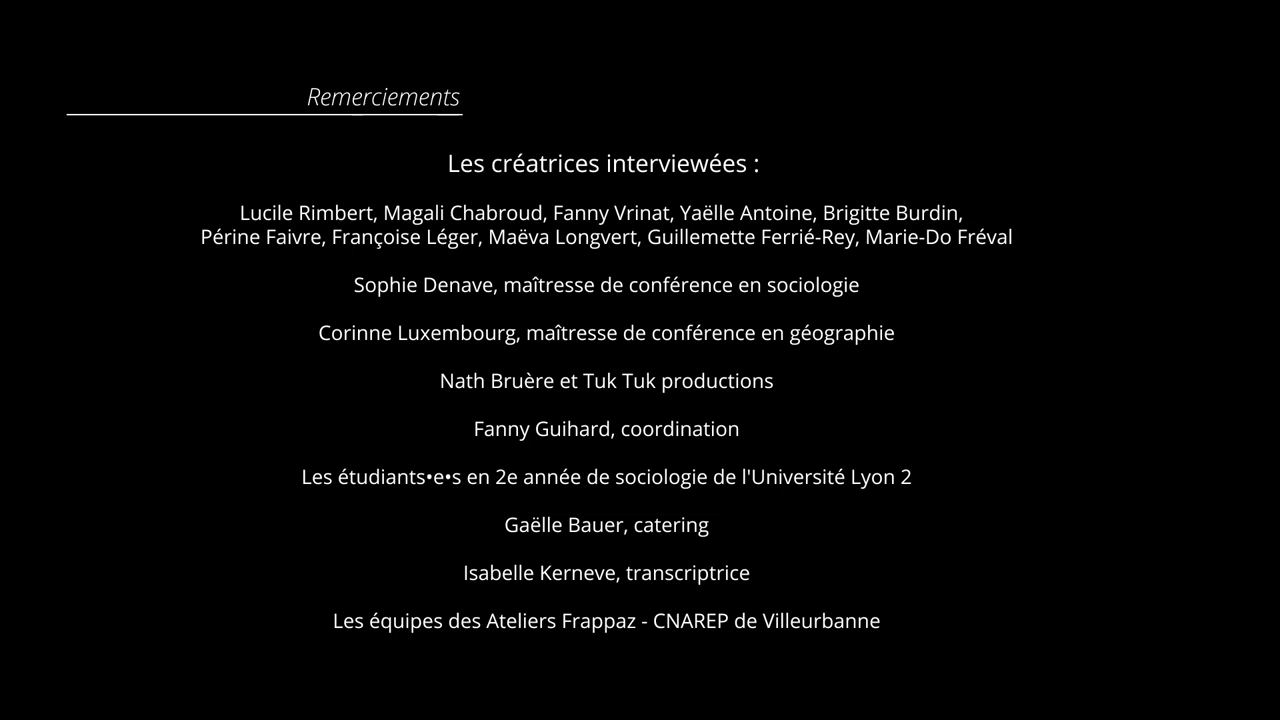 Remerciements
Les créatrices interviewées :
Lucile Rimbert, Magali Chabroud, Fanny Vrinat, Yaëlle Antoine, Brigitte Burdin,
Périne Faivre, Françoise Léger, Maëva Longvert, Guillemette Ferrié-Rey, Marie-Do Fréval
Sophie Denave, maîtresse de conférence en sociologie
Corinne Luxembourg, maîtresse de conférence en géographie
Nath Bruère et Tuk Tuk productions
Fanny Guihard, coordination
Les étudiants•e•s en 2e année de sociologie de l'Université Lyon 2
Gaëlle Bauer, catering
Isabelle Kerneve, transcriptrice
Les équipes des Ateliers Frappaz - CNAREP de Villeurbanne